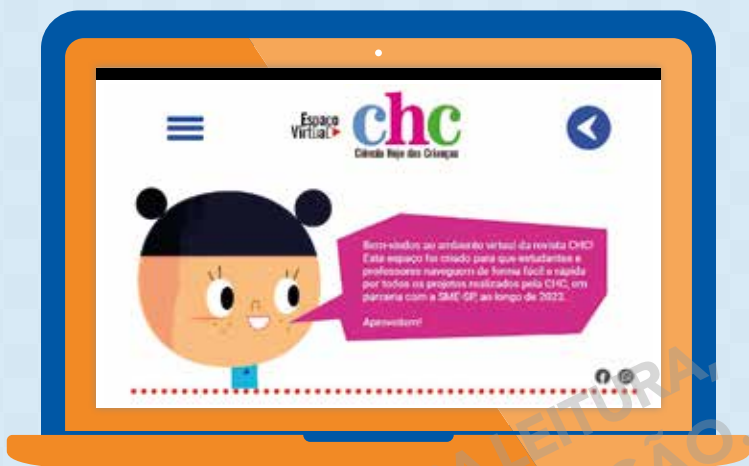 Espaço
Virtual
chc
Ciência Hoje das Crianças
Bem-vindos ao ambiente virtual da revista CHC!
Este espaço foi criado para que estudantes e
professores naveguem de forma fácil e rápida
por todos os projetos realizados pela CHC, em
parceria com a SME-SP, ao longo de 2022.
Aproveitem!
A LEITURA,